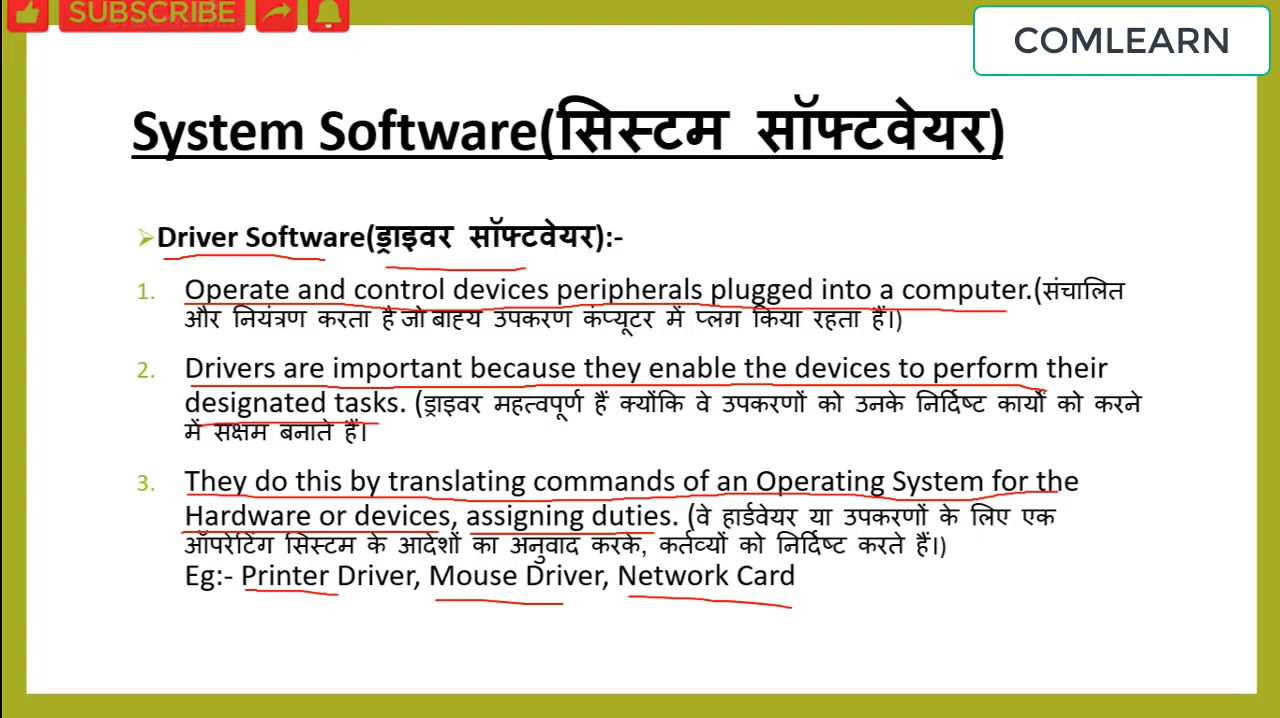 SUBSCRIBE
COMLEARN
System Software(सिस्टम सॉफ्टवेयर)
Driver Software(ड्राइवर सॉफ्टवेयर):-
1. Operate and control devices peripherals plugged into a computer.(संचालित
और नियंत्रण करता है जो बाह्य उपकरण कंप्यूटर में प्लग किया रहता हैं।)
2. Drivers are important because they enable the devices to perform their
designated tasks. (ड्राइवर महत्वपूर्ण हैं क्योंकि वे उपकरणों को उनके निर्दिष्ट कार्यों को करने
में सक्षम बनाते हैं।
3. They do this by translating commands of an Operating System for the
Hardware or devices, assigning duties. (वे हार्डवेयर या उपकरणों के लिए एक
ऑपरेटिंग सिस्टम के आदेशों का अनुवाद करके, कर्तव्यों को निर्दिष्ट करते हैं।)
Eg:- Printer Driver, Mouse Driver, Network Card